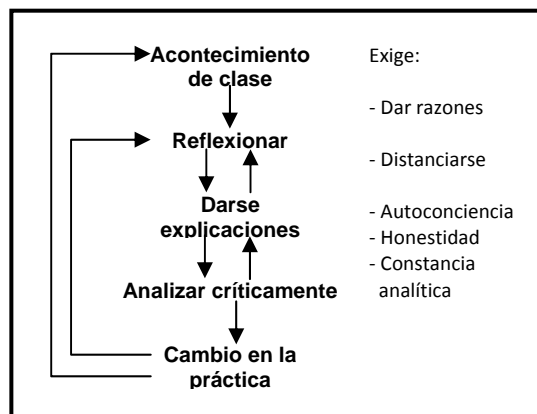 Acontecimiento
de clase
Reflexionar
Darse
explicaciones
Analizar críticamente
Cambio en la
práctica
Exige:
- Dar razones
- Distanciarse
- Autoconciencia
- Honestidad
- Constancia
analítica